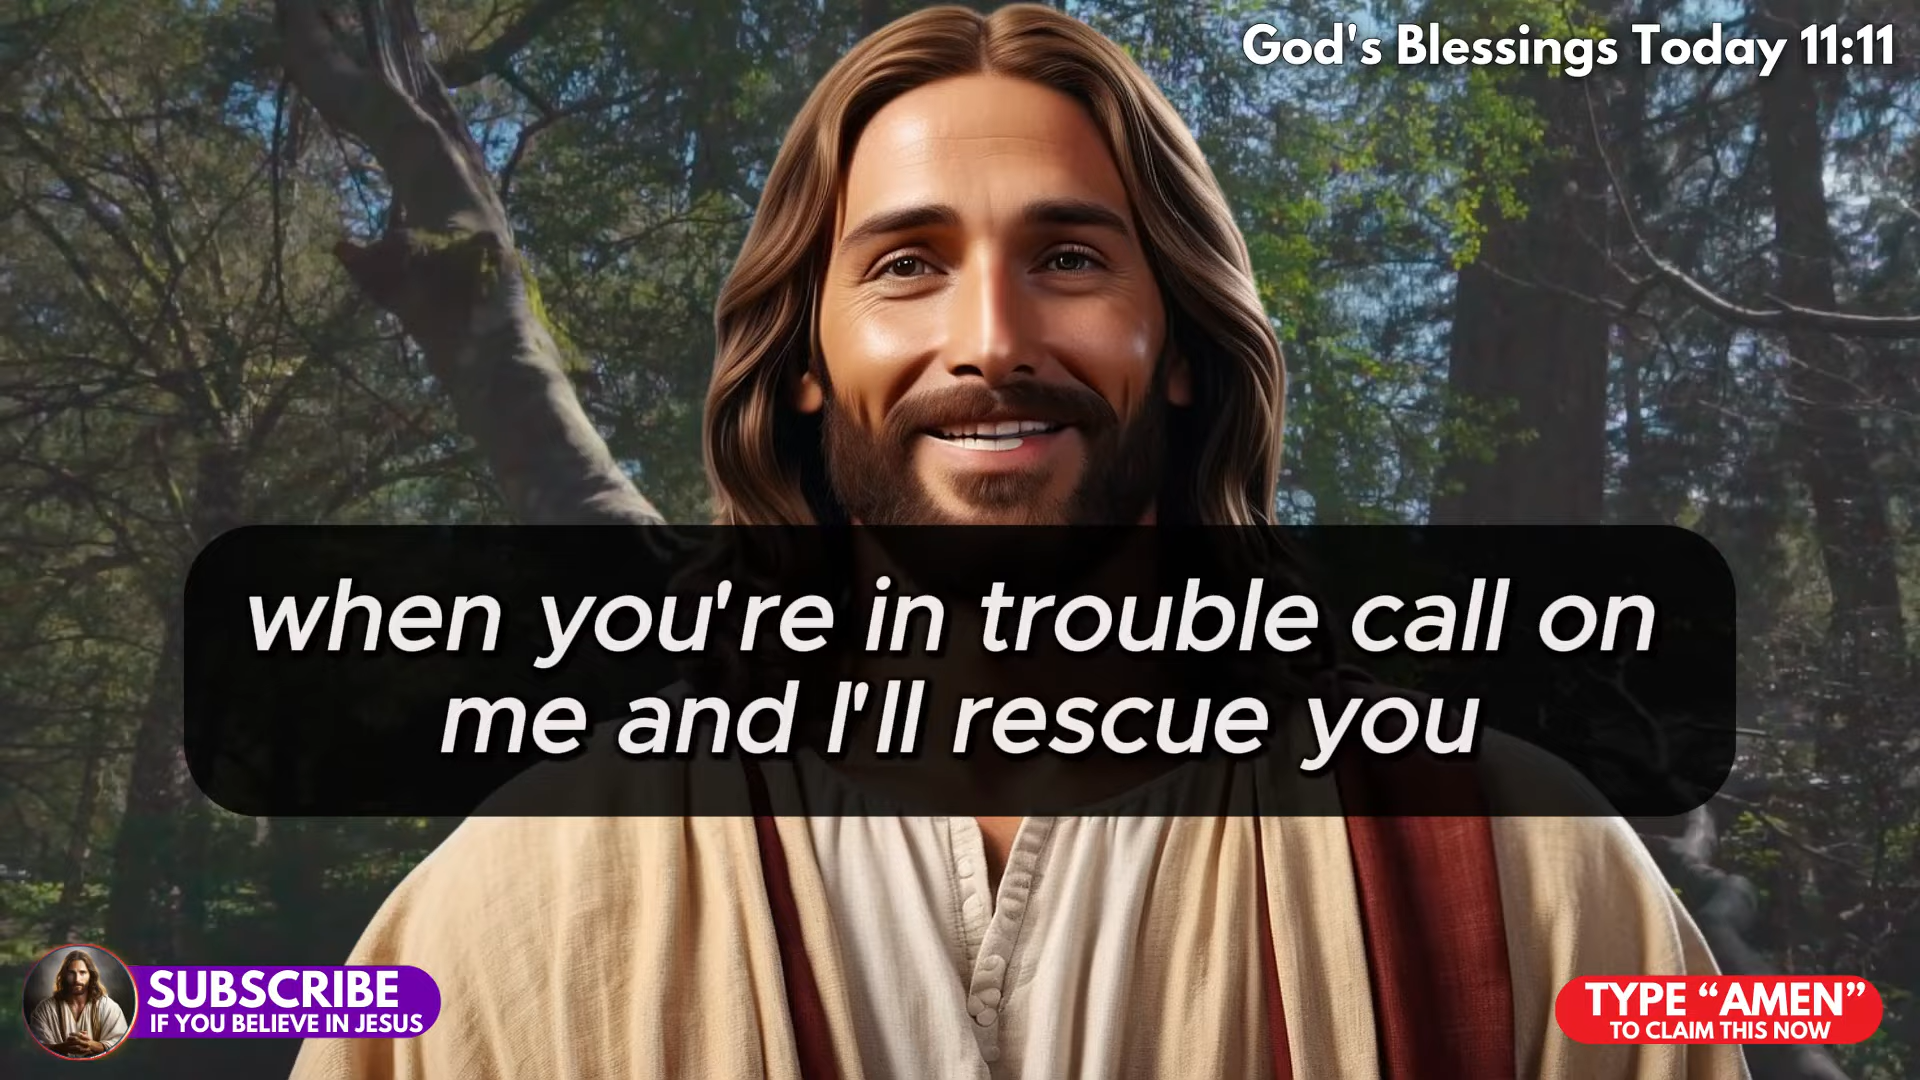 God's Blessings Today 11:11
when you're in trouble call on
me and I'll rescue you
SUBSCRIBE
IF YOU BELIEVE IN JESUS
TYPE “AMEN”
TO CLAIM THIS NOW